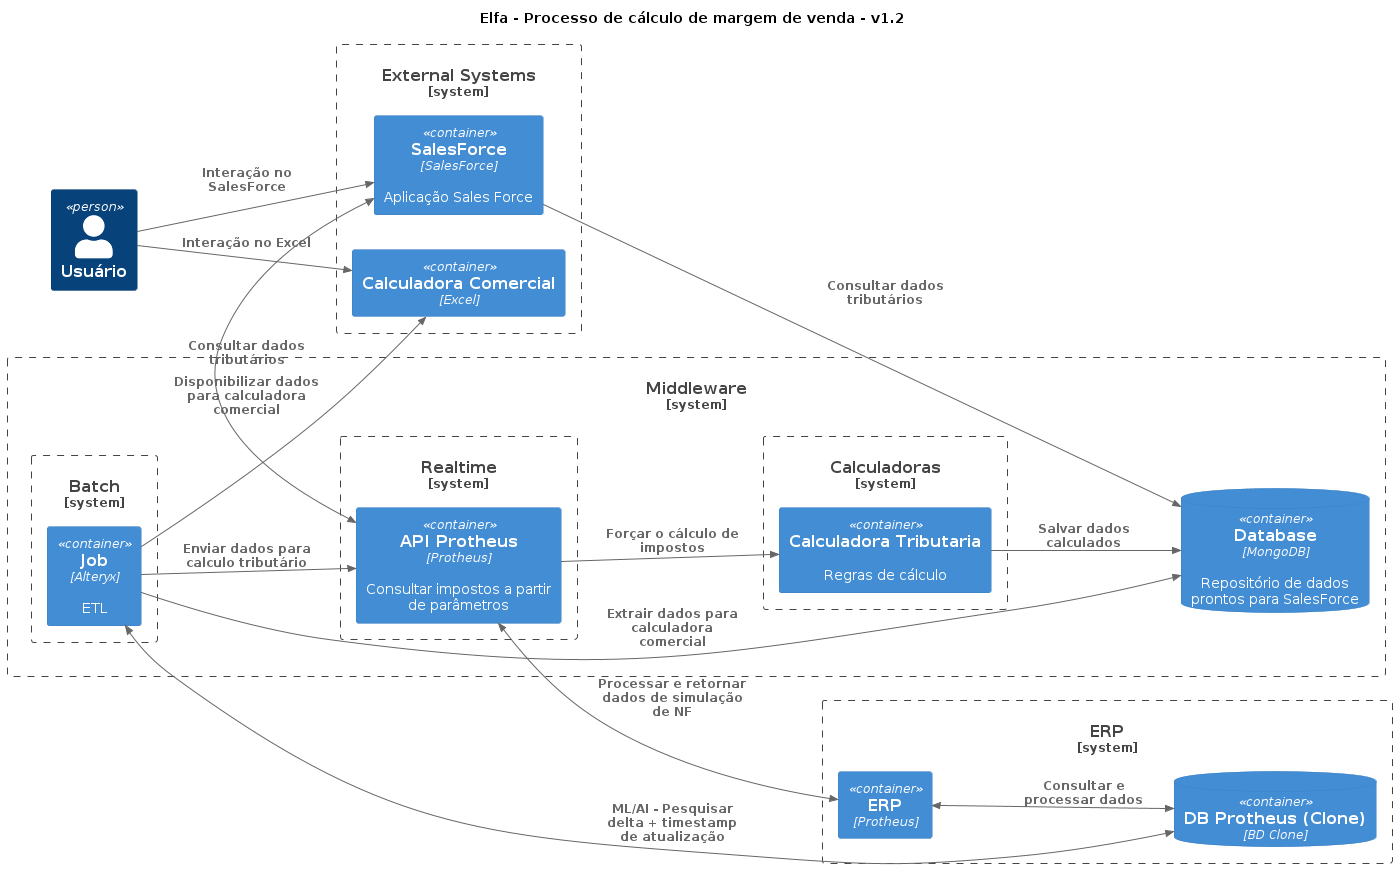 Elfa - Processo de cálculo de margem de venda - v1.2
External Systems
[system]
«container»
SalesForce
[SalesForce]
Aplicação Sales Force
Interação no
SalesForce
«person»
Usuário
Interação no Excel
«container»
Calculadora Comercial
[Excel]
Consultar dados
tributários
Consultar dados
tributários
Disponibilizar dados
para calculadora
comercial
Middleware
[system]
Batch
[system]
«container»
Job
[Alteryx]
ETL
Enviar dados para
calculo tributário
Realtime
[system]
«container»
API Protheus
[Protheus]
Consultar impostos a partir
de parâmetros
Forçar o cálculo de
impostos
Calculadoras
[system]
«container»
Calculadora Tributaria
Regras de cálculo
Salvar dados
calculados
«container»
Database
[MongoDB]
Repositório de dados
prontos para SalesForce
Extrair dados para
calculadora
comercial
Processar e retornar
dados de simulação
de NF
ERP
[system]
«container»
ERP
[Protheus]
Consultar e
processar dados
«container»
DB Protheus (Clone)
[BD Clone]
ML/AI - Pesquisar
delta + timestamp
de atualização